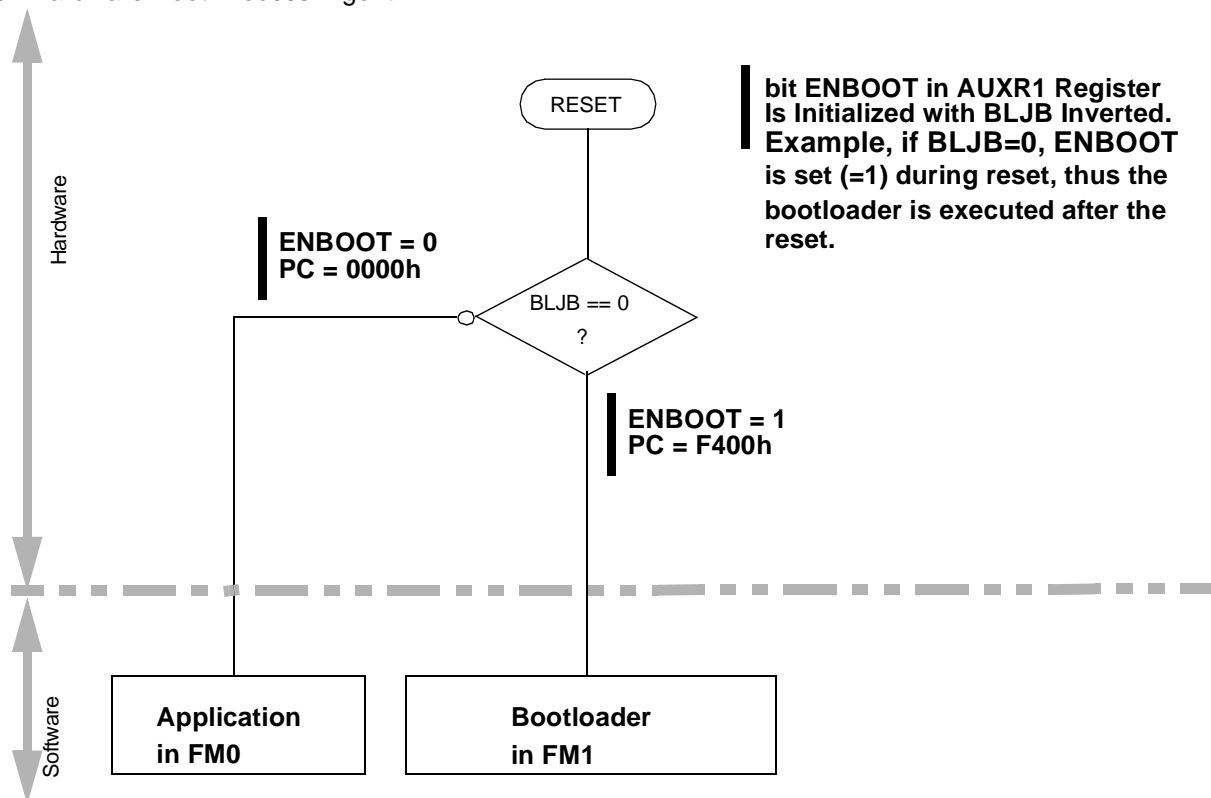 RESET
bit ENBOOT in AUXR1 Register
Is Initialized with BLJB Inverted.
Example, if BLJB=0, ENBOOT
is set (=1) during reset, thus the
bootloader is executed after the
reset.
Hardware
ENBOOT = 0
PC = 0000h
BLJB == 0
?
ENBOOT = 1
PC = F400h
Software
Application
in FM0
Bootloader
in FM1